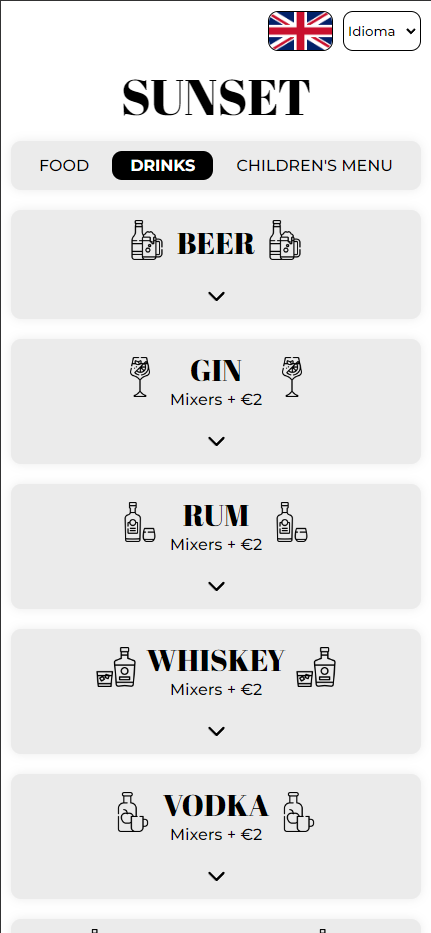 Idioma
SUNSET
FOOD DRINKS CHILDREN'S MENU
BEER
GIN
Mixers + €2
RUM
Mixers + €2
WHISKEY
Mixers + €2
VODKA
Mixers + €2